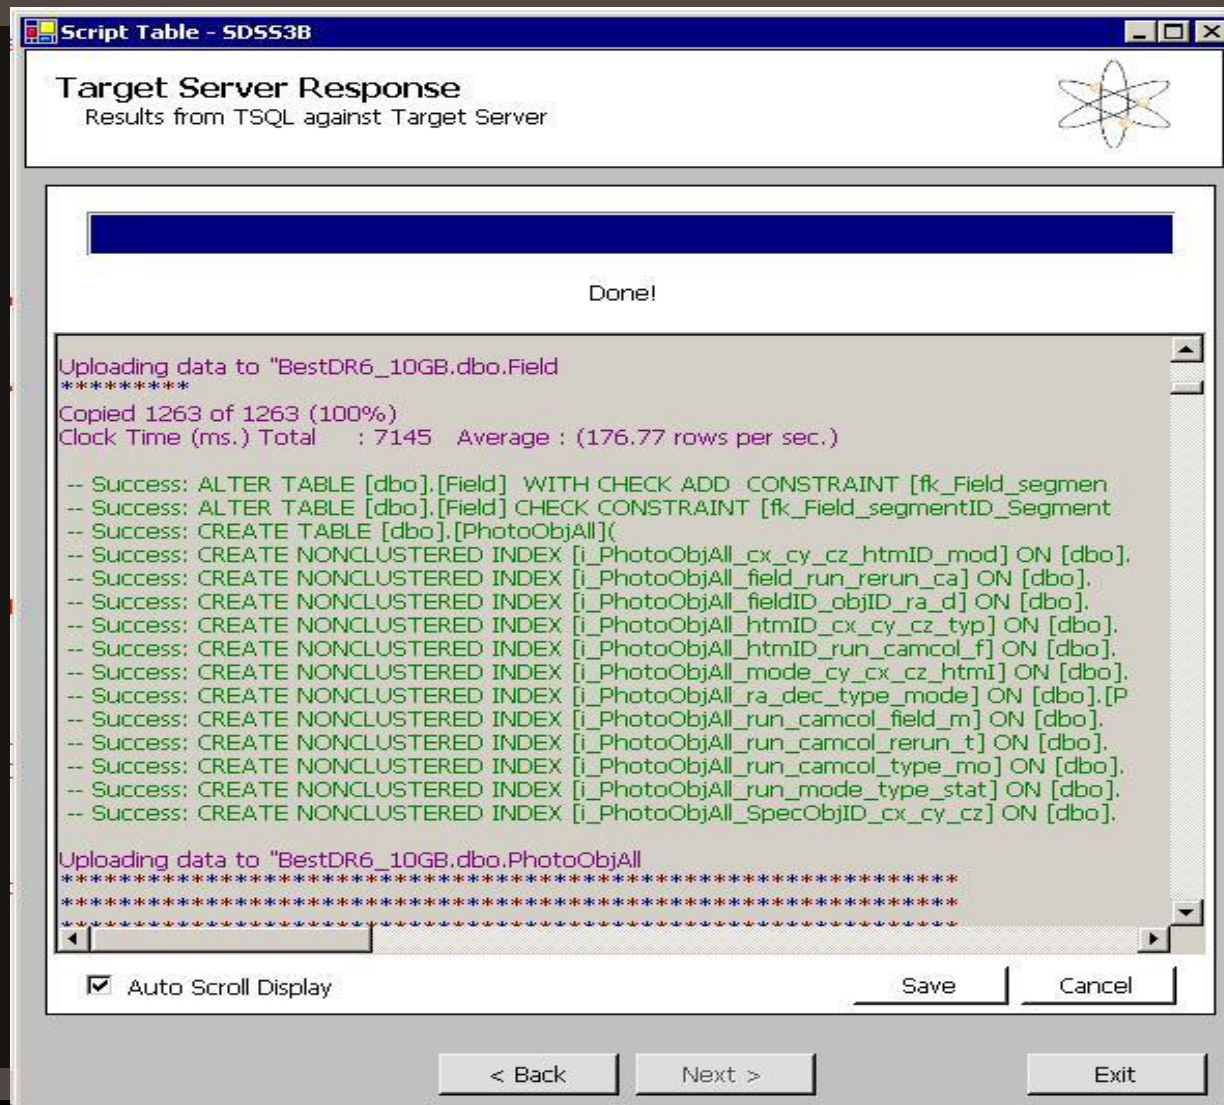 Script Table - SDSS3B
Target Server Response
Results from TSQL against Target Server
Done!
Uploading data to "BestDR6_10GB.dbo.Field
*********
Copied 1263 of 1263 (100%)
Clock Time (ms.) Total : 7145 Average : (176.77 rows per sec.)
-- Success: ALTER TABLE [dbo].[Field] WITH CHECK ADD CONSTRAINT [fk_Field_segmen
-- Success: ALTER TABLE [dbo].[Field] CHECK CONSTRAINT [fk_Field_segmentID_Segment
-- Success: CREATE TABLE [dbo].[PhotoObjAll](
-- Success: CREATE NONCLUSTERED INDEX [i_PhotoObjAll_cx_cy_cz_htmID_mod] ON [dbo].
-- Success: CREATE NONCLUSTERED INDEX [i_PhotoObjAll_field_run_rerun_ca] ON [dbo].
-- Success: CREATE NONCLUSTERED INDEX [i_PhotoObjAll_fieldID_objID_ra_d] ON [dbo].
-- Success: CREATE NONCLUSTERED INDEX [i_PhotoObjAll_htmID_cx_cy_cz_typ] ON [dbo].
-- Success: CREATE NONCLUSTERED INDEX [i_PhotoObjAll_htmID_run_camcol_f] ON [dbo].
-- Success: CREATE NONCLUSTERED INDEX [i_PhotoObjAll_mode_cy_cx_cz_htmI] ON [dbo].
-- Success: CREATE NONCLUSTERED INDEX [i_PhotoObjAll_ra_dec_type_mode] ON [dbo].[P
-- Success: CREATE NONCLUSTERED INDEX [i_PhotoObjAll_run_camcol_field_m] ON [dbo].
-- Success: CREATE NONCLUSTERED INDEX [i_PhotoObjAll_run_camcol_rerun_t] ON [dbo].
-- Success: CREATE NONCLUSTERED INDEX [i_PhotoObjAll_run_camcol_type_mo] ON [dbo].
-- Success: CREATE NONCLUSTERED INDEX [i_PhotoObjAll_run_mode_type_stat] ON [dbo].
-- Success: CREATE NONCLUSTERED INDEX [i_PhotoObjAll_SpecObjID_cx_cy_cz] ON [dbo].
Uploading data to "BestDR6_10GB.dbo.PhotoObjAll
**************************************************************
**************************************************************
**************************************************************
Auto Scroll Display
Save
Cancel
< Back
Next >
Exit